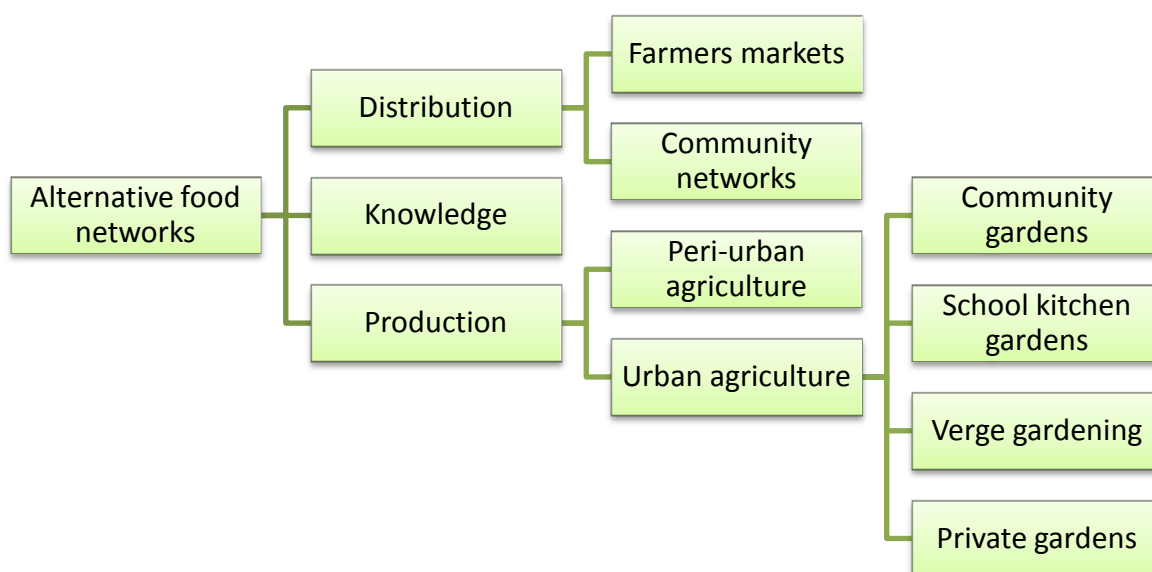 Alternative food
networks
Distribution
Knowledge
Production
Farmers markets
Community
networks
Peri-urban
agriculture
Urban agriculture
Community
gardens
School kitchen
gardens
Verge gardening
Private gardens